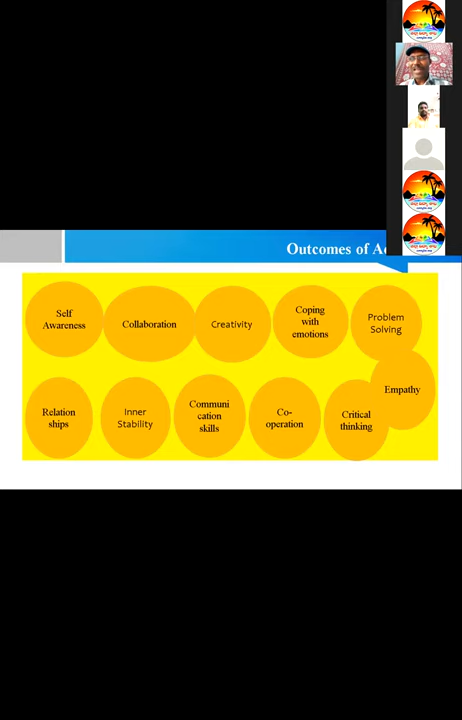 Outcomes of A
Self
Awareness
Collaboration
Creativity
Coping
with
emotions
Problem
Solving
Empathy
Relation
ships
Inner
Stability
Communi
cation
skills
Co-
operation
Critical
thinking